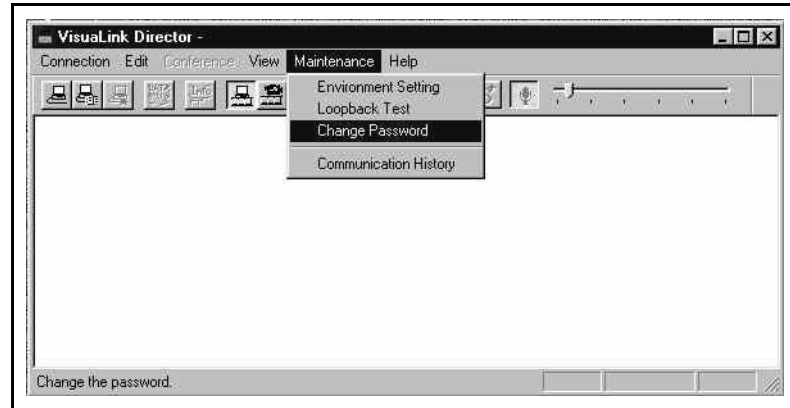 VisuaLink Director -
Connection Edit Conference View Maintenance Help
Environment Setting
Loopback Test
Change Password
Communication History
Change the password.